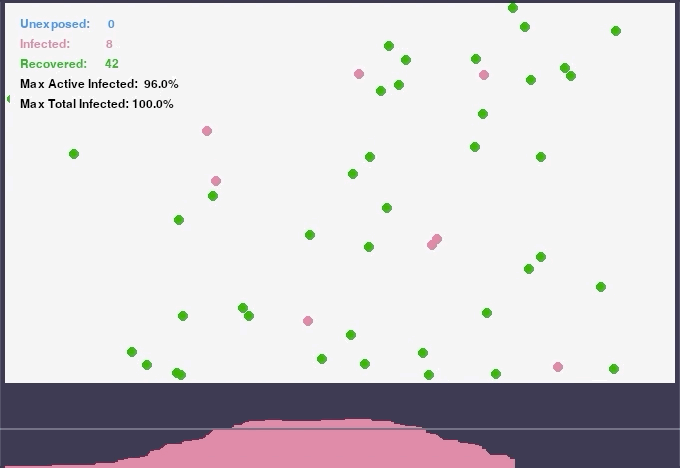 Unexposed: 0
Infected: 8
Recovered: 42
Max Active Infected: 96.0%
Max Total Infected: 100.0%